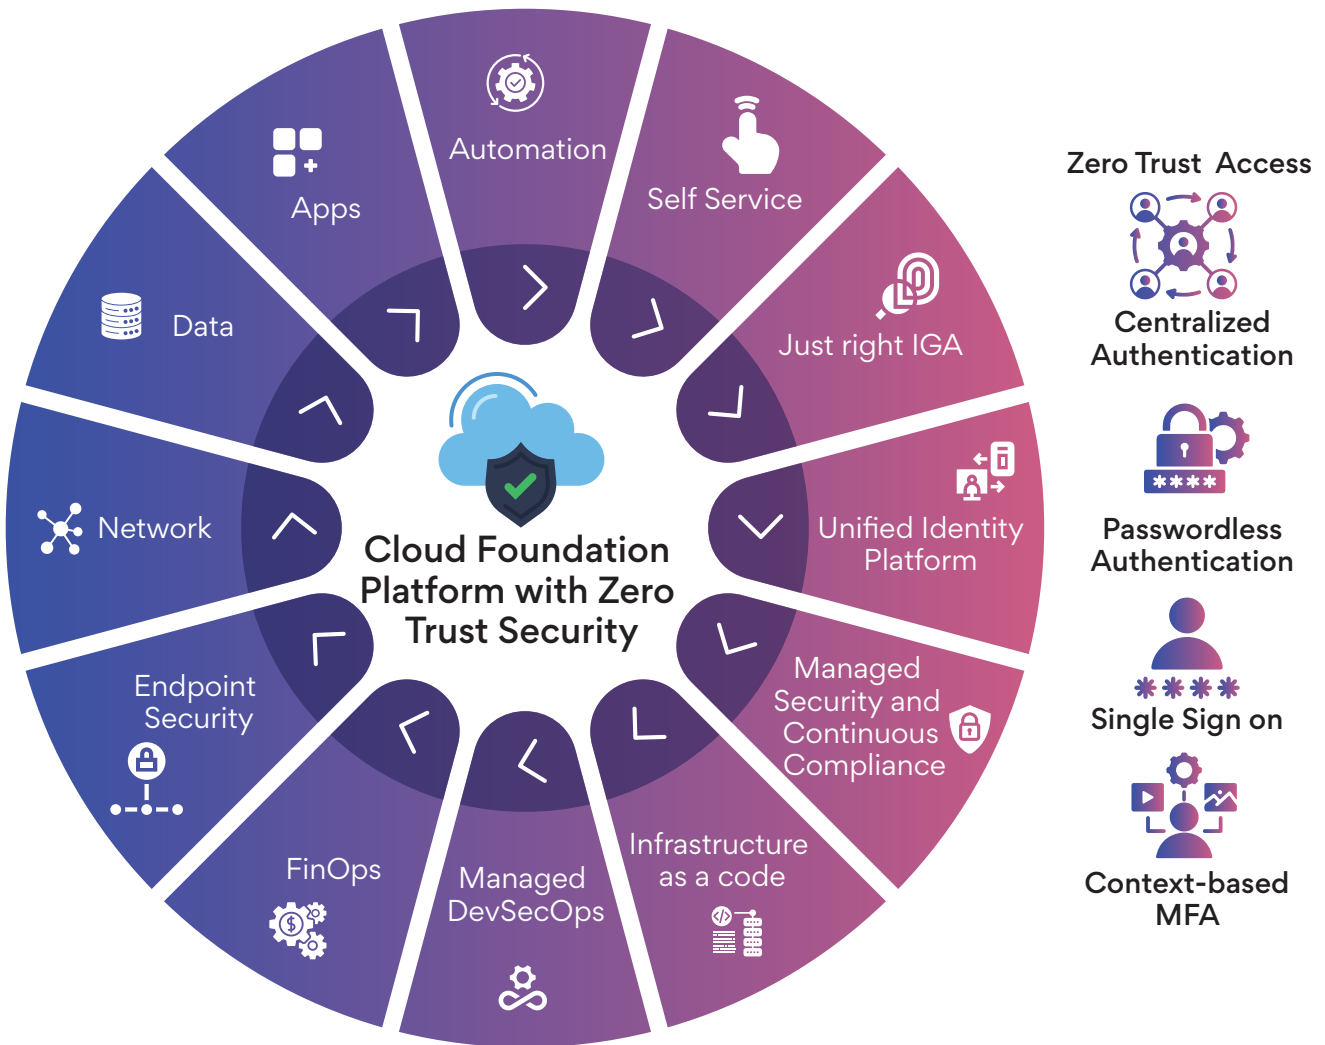 Automation
Self Service
Just right IGA
Unified Identity
Platform
Managed
Security and
Continuous
Compliance
Infrastructure
as a code
Managed
DevSecOps
FinOps
Endpoint
Security
Network
Data
Apps
Cloud Foundation
Platform with Zero
Trust Security
Zero Trust Access
Centralized
Authentication
****
Passwordless
Authentication
Single Sign on
Context-based
MFA